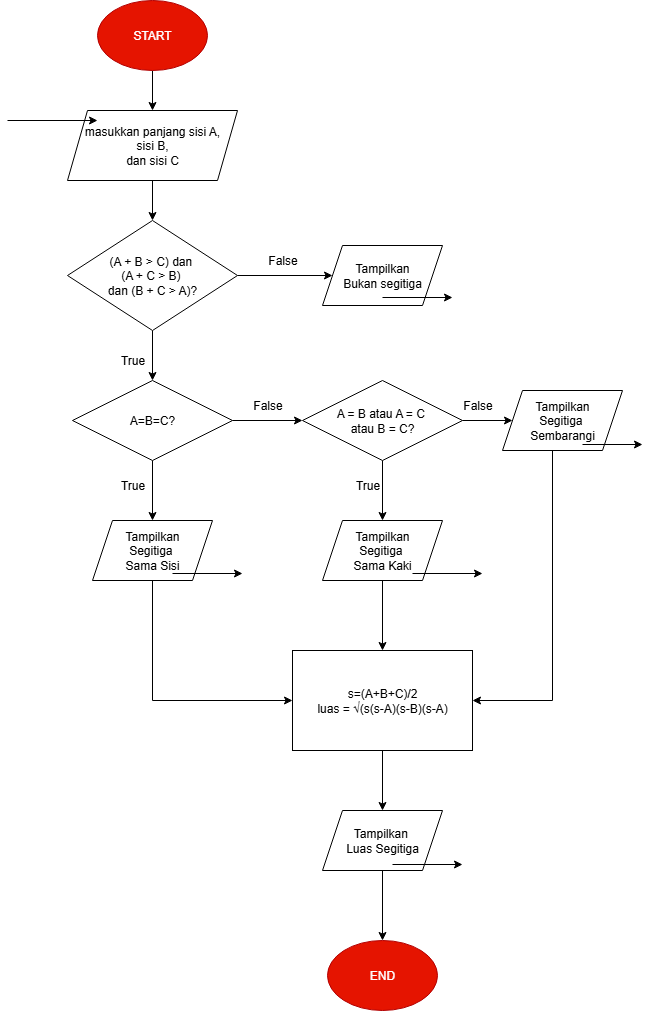 START
masukkan panjang sisi A,
sisi B,
dan sisi C
(A + B > C) dan
(A + C > B)
dan (B + C > A)?
False
Tampilkan
Bukan segitiga
True
A=B=C?
False
A = B atau A = C
atau B = C?
False
Tampilkan
Segitiga
Sembarangi
True
True
Tampilkan
Segitiga
Sama Sisi
Tampilkan
Segitiga
Sama Kaki
s=(A+B+C)/2
luas = √(s(s-A)(s-B)(s-A)
Tampilkan
Luas Segitiga
END